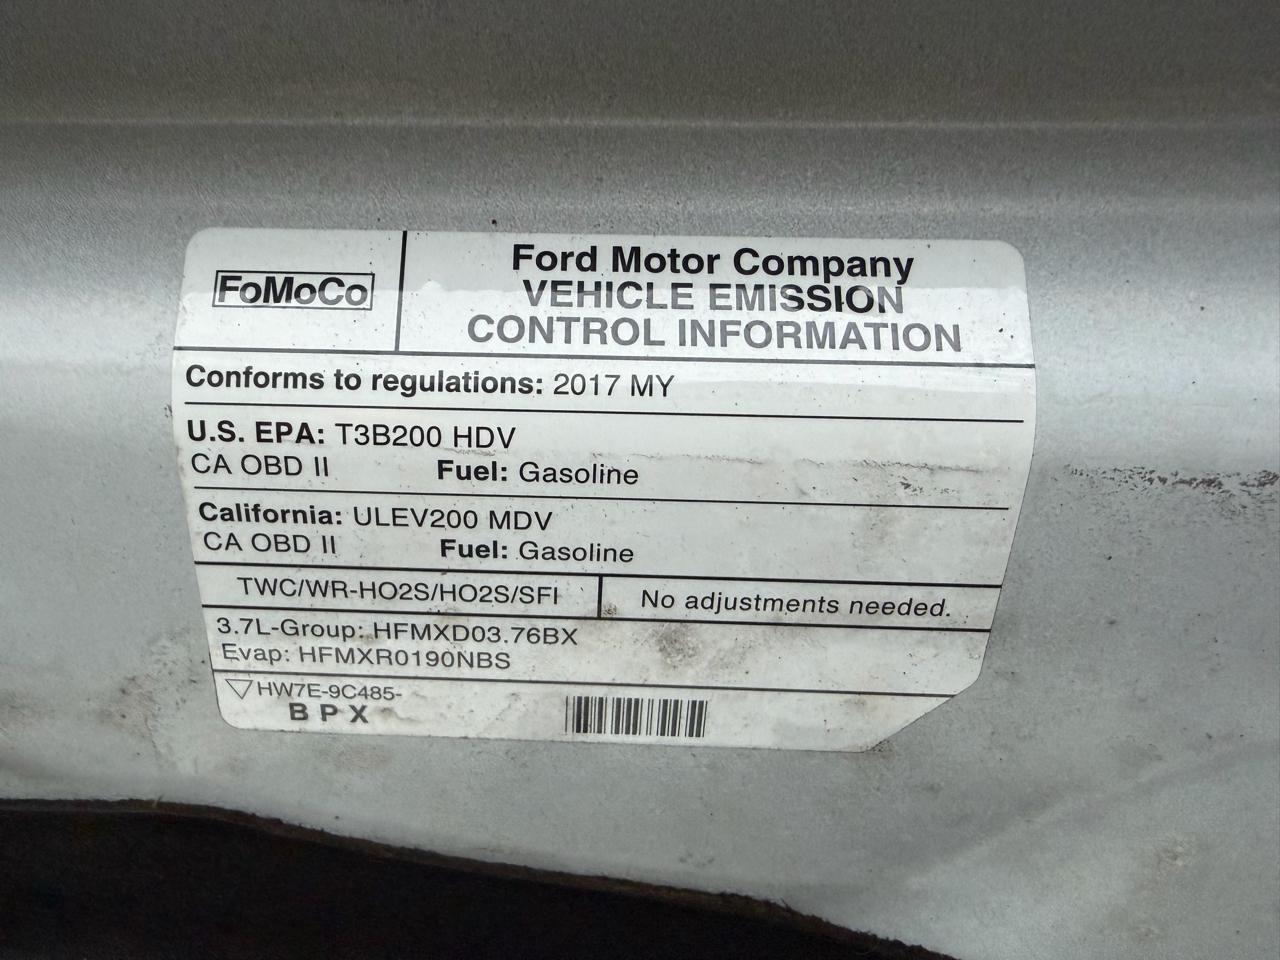 FoMoCo
Ford Motor Company
VEHICLE EMISSION
CONTROL INFORMATION
Conforms to regulations: 2017 MY
U.S. EPA: T3B200 HDV
CA OBD II Fuel: Gasoline
California: ULEV200 MDV
CA OBD II Fuel: Gasoline
TWC/WR-HO2S/HO2S/SFI No adjustments needed.
3.7L-Group: HFMXD03.76BX
Evap: HFMXR0190NBS
▽HW7E-9C485-
B P X